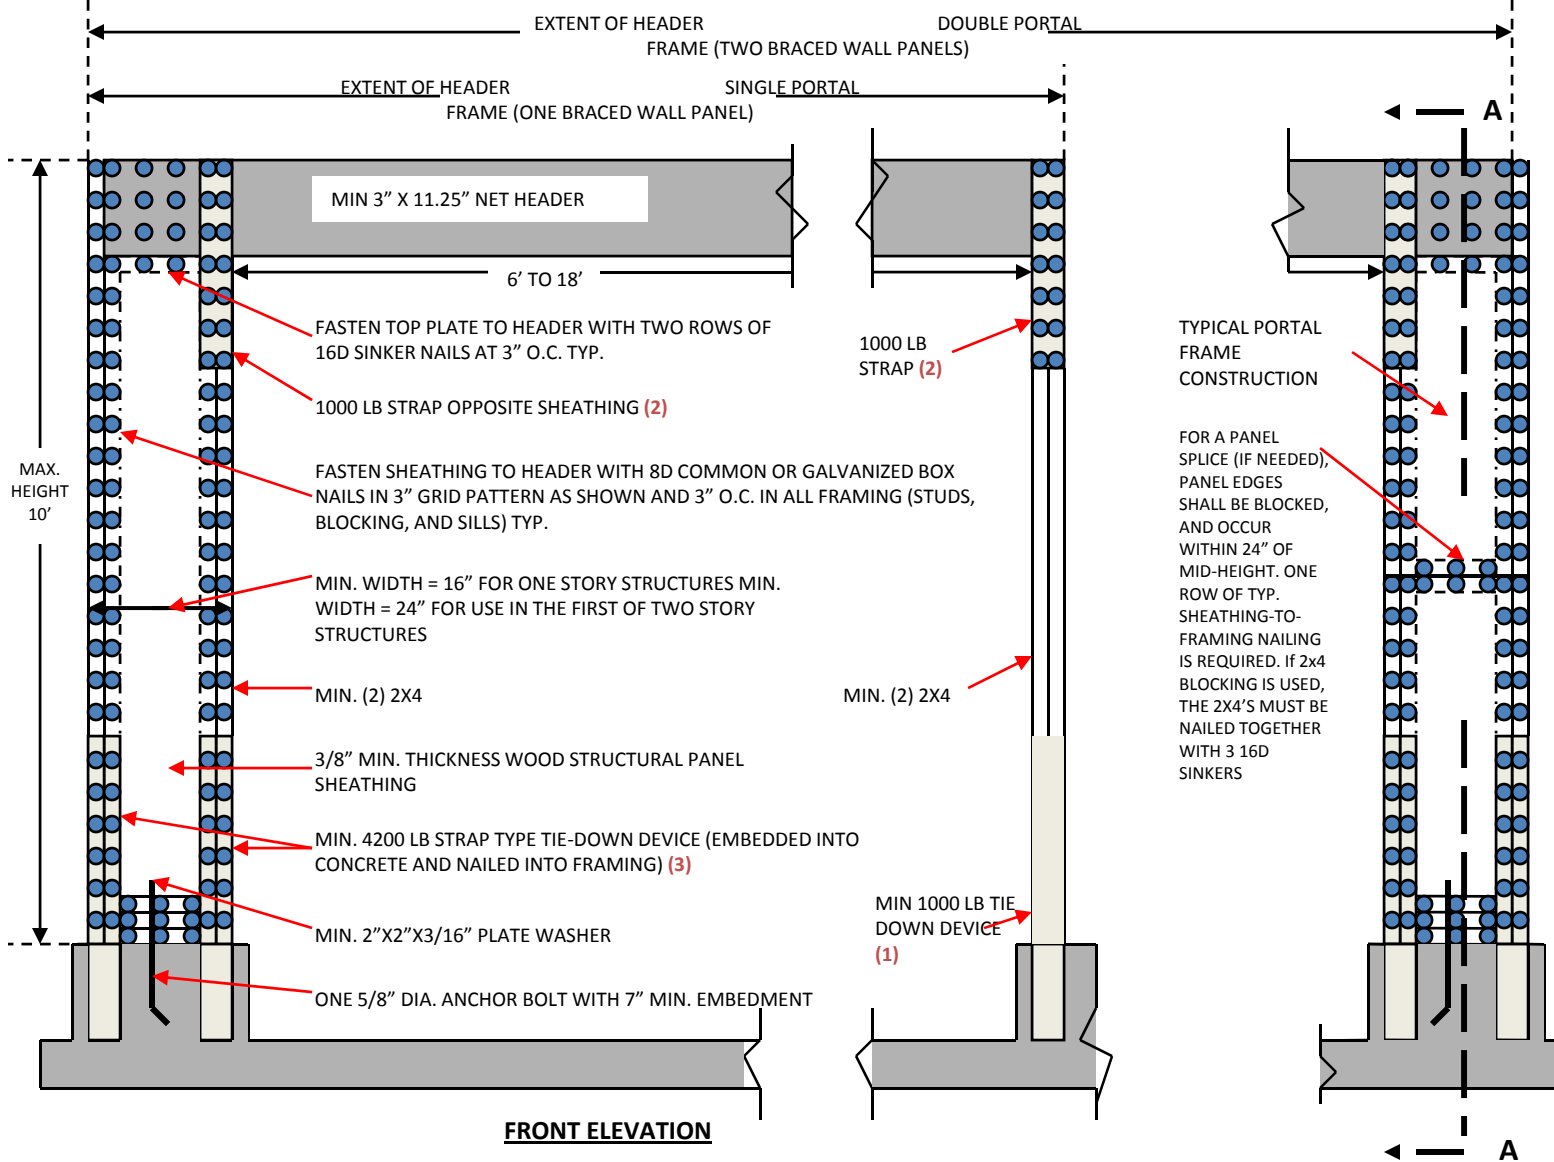 EXTENT OF HEADER DOUBLE PORTAL
FRAME (TWO BRACED WALL PANELS)
EXTENT OF HEADER SINGLE PORTAL
FRAME (ONE BRACED WALL PANEL)
A
MIN 3” X 11.25” NET HEADER
6’ TO 18’
FASTEN TOP PLATE TO HEADER WITH TWO ROWS OF
16D SINKER NAILS AT 3” O.C. TYP.
1000 LB STRAP OPPOSITE SHEATHING (2)
MAX.
HEIGHT
10’
FASTEN SHEATHING TO HEADER WITH 8D COMMON OR GALVANIZED BOX
NAILS IN 3” GRID PATTERN AS SHOWN AND 3” O.C. IN ALL FRAMING (STUDS,
BLOCKING, AND SILLS) TYP.
MIN. WIDTH = 16” FOR ONE STORY STRUCTURES MIN.
WIDTH = 24” FOR USE IN THE FIRST OF TWO STORY
STRUCTURES
MIN. (2) 2X4
3/8” MIN. THICKNESS WOOD STRUCTURAL PANEL
SHEATHING
MIN. 4200 LB STRAP TYPE TIE-DOWN DEVICE (EMBEDDED INTO
CONCRETE AND NAILED INTO FRAMING) (3)
MIN. 2”X2”X3/16” PLATE WASHER
ONE 5/8” DIA. ANCHOR BOLT WITH 7” MIN. EMBEDMENT
1000 LB
STRAP (2)
MIN. (2) 2X4
MIN 1000 LB TIE
DOWN DEVICE
(1)
TYPICAL PORTAL
FRAME
CONSTRUCTION
FOR A PANEL
SPLICE (IF NEEDED),
PANEL EDGES
SHALL BE BLOCKED,
AND OCCUR
WITHIN 24” OF
MID-HEIGHT. ONE
ROW OF TYP.
SHEATHING-TO-
FRAMING NAILING
IS REQUIRED. If 2x4
BLOCKING IS USED,
THE 2X4’S MUST BE
NAILED TOGETHER
WITH 3 16D
SINKERS
FRONT ELEVATION
A